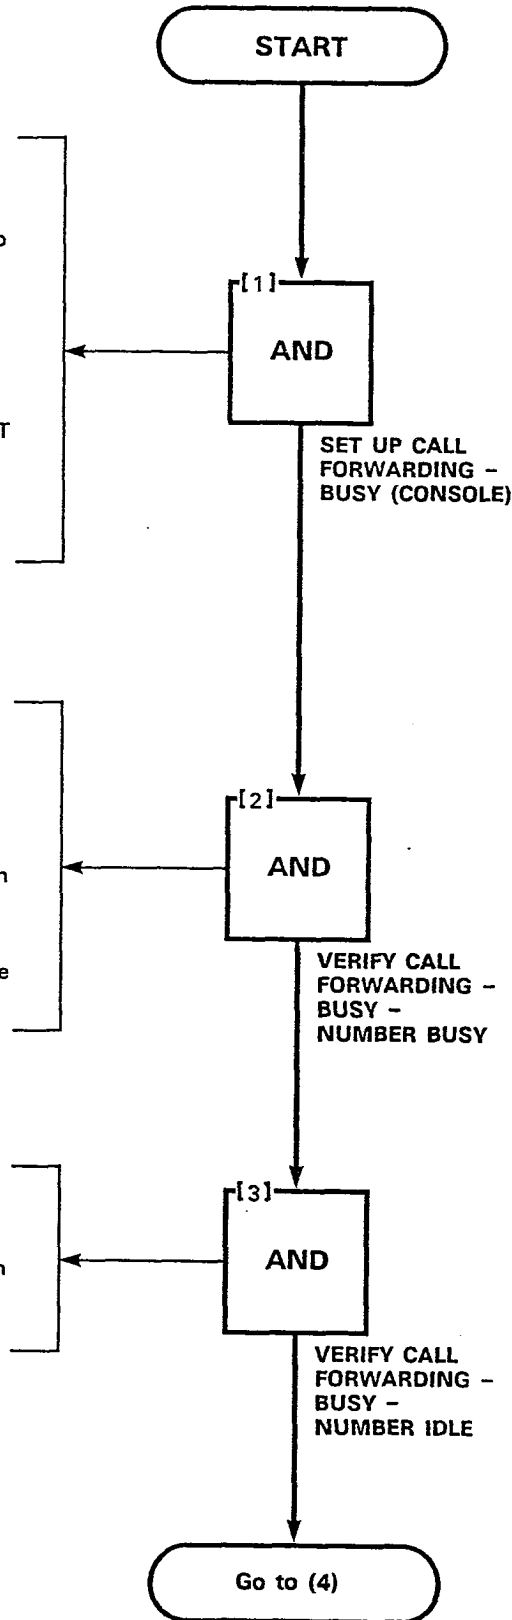 START
[1]
AND
SET UP CALL
FORWARDING –
BUSY (CONSOLE)
[2]
AND
VERIFY CALL
FORWARDING –
BUSY –
NUMBER BUSY
[3]
AND
VERIFY CALL
FORWARDING –
BUSY –
NUMBER IDLE
Go to (4)